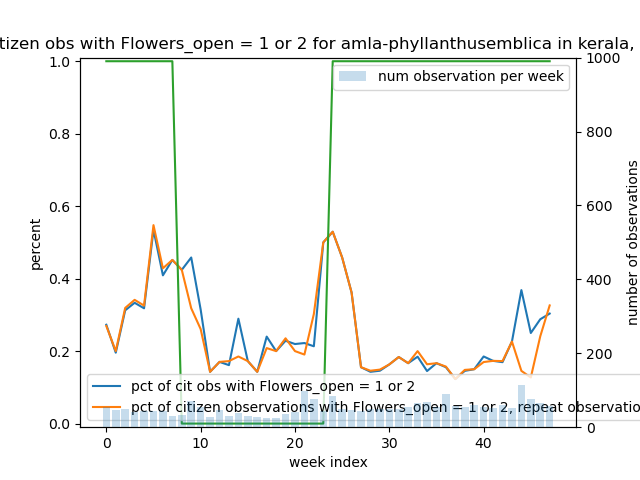 tizen obs with Flowers_open = 1 or 2 for amla-phyllanthusemblica in kerala,
num observation per week
percent
number of observations
1.0
0.8
0.6
0.4
0.2
0.0
1000
800
600
400
200
0
pct of cit obs with Flowers_open = 1 or 2
pct of citizen observations with Flowers_open = 1 or 2, repeat observatio
0
10
20
30
40
week index